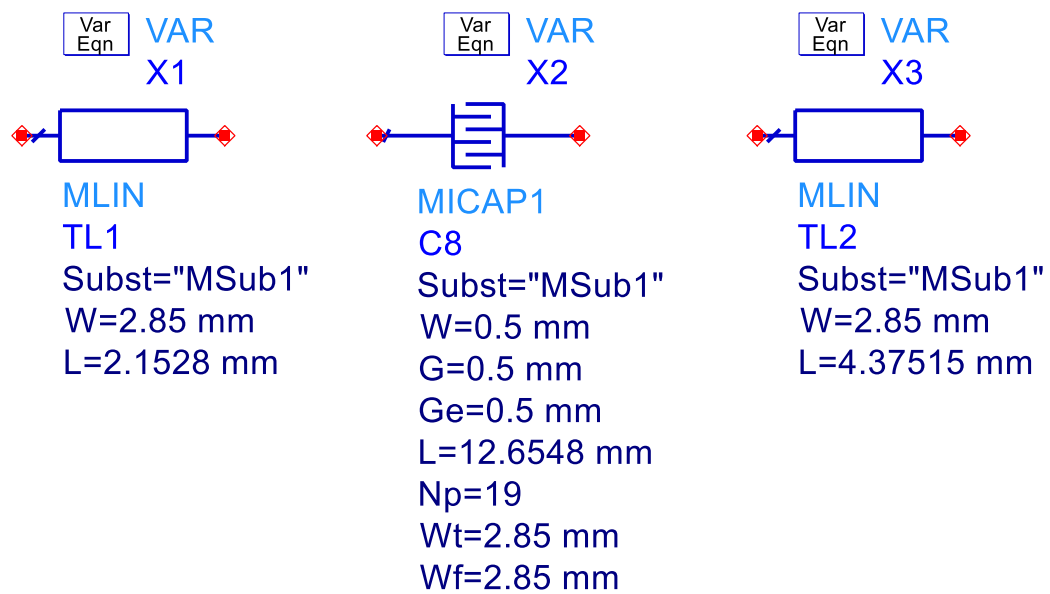 Var
Eqn
VAR
X1
MLIN
TL1
Subst="MSub1"
W=2.85 mm
L=2.1528 mm
Var
Eqn
VAR
X2
MICAP1
C8
Subst="MSub1"
W=0.5 mm
G=0.5 mm
Ge=0.5 mm
L=12.6548 mm
Np=19
Wt=2.85 mm
Wf=2.85 mm
Var
Eqn
VAR
X3
MLIN
TL2
Subst="MSub1"
W=2.85 mm
L=4.37515 mm